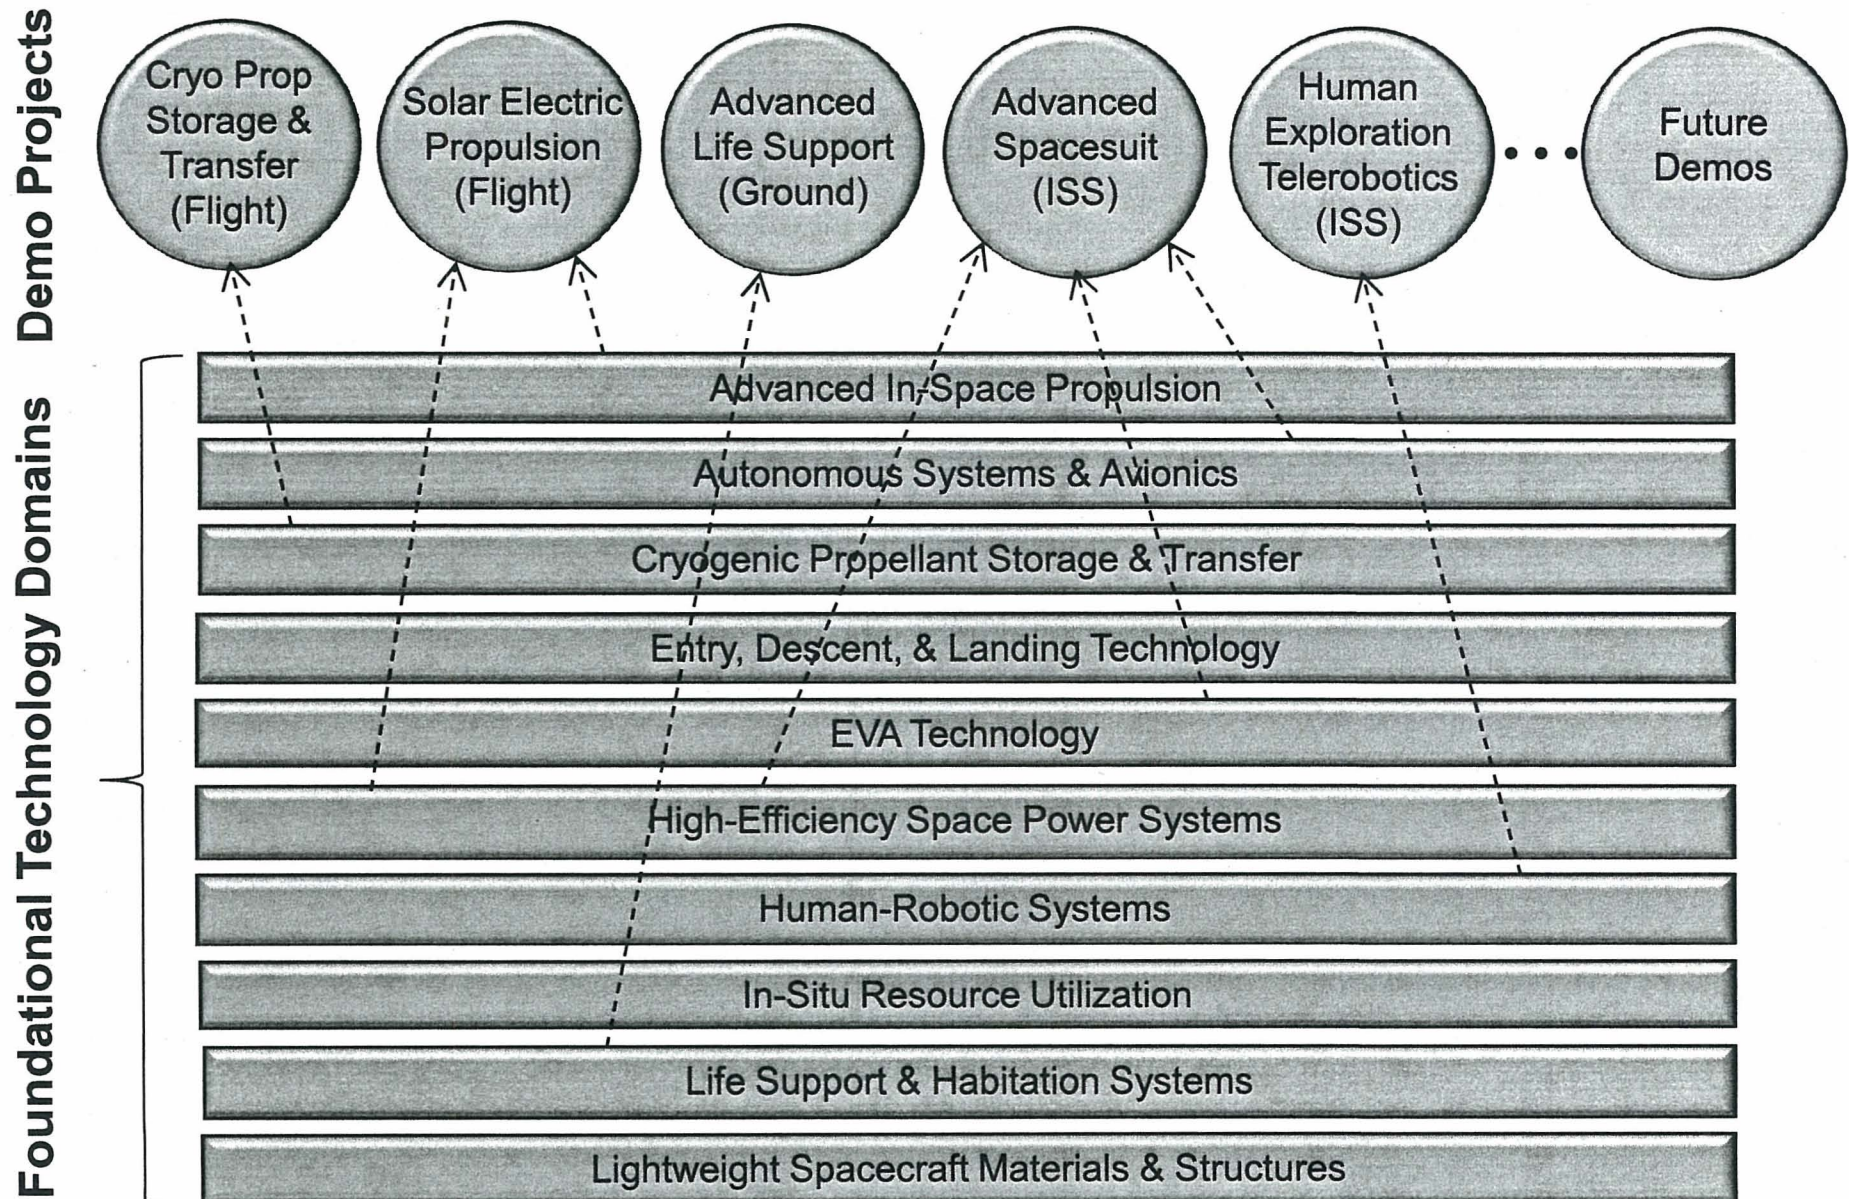 Demo Projects
Cryo Prop
Storage &
Transfer
(Flight)
Solar Electric
Propulsion
(Flight)
Advanced
Life Support
(Ground)
Advanced
Spacesuit
(ISS)
Human
Exploration
Telerobotics
(ISS)
Future
Demos
Foundational Technology Domains
Advanced In-Space Propulsion
Autonomous Systems & Avionics
Cryogenic Propellant Storage & Transfer
Entry, Descent, & Landing Technology
EVA Technology
High-Efficiency Space Power Systems
Human-Robotic Systems
In-Situ Resource Utilization
Life Support & Habitation Systems
Lightweight Spacecraft Materials & Structures